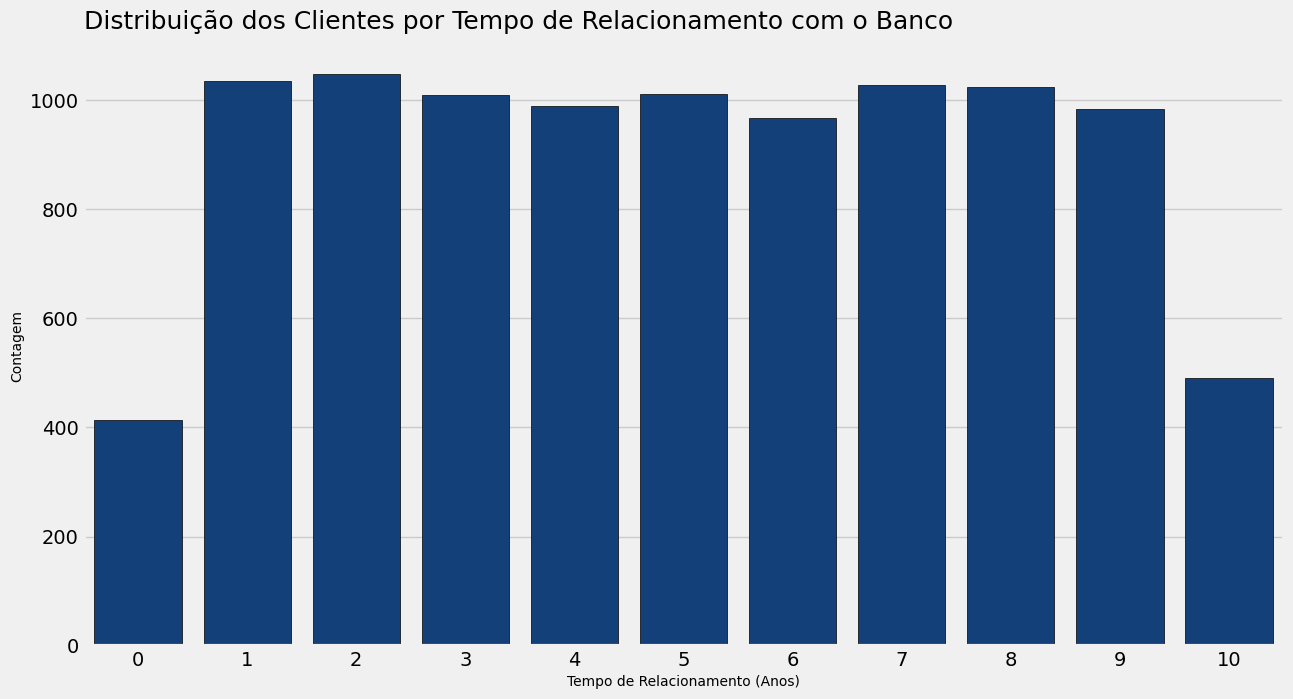 Distribuição dos Clientes por Tempo de Relacionamento com o Banco
1000
800
600
400
200
0
Contagem
0 1 2 3 4 5 6 7 8 9 10
Tempo de Relacionamento (Anos)